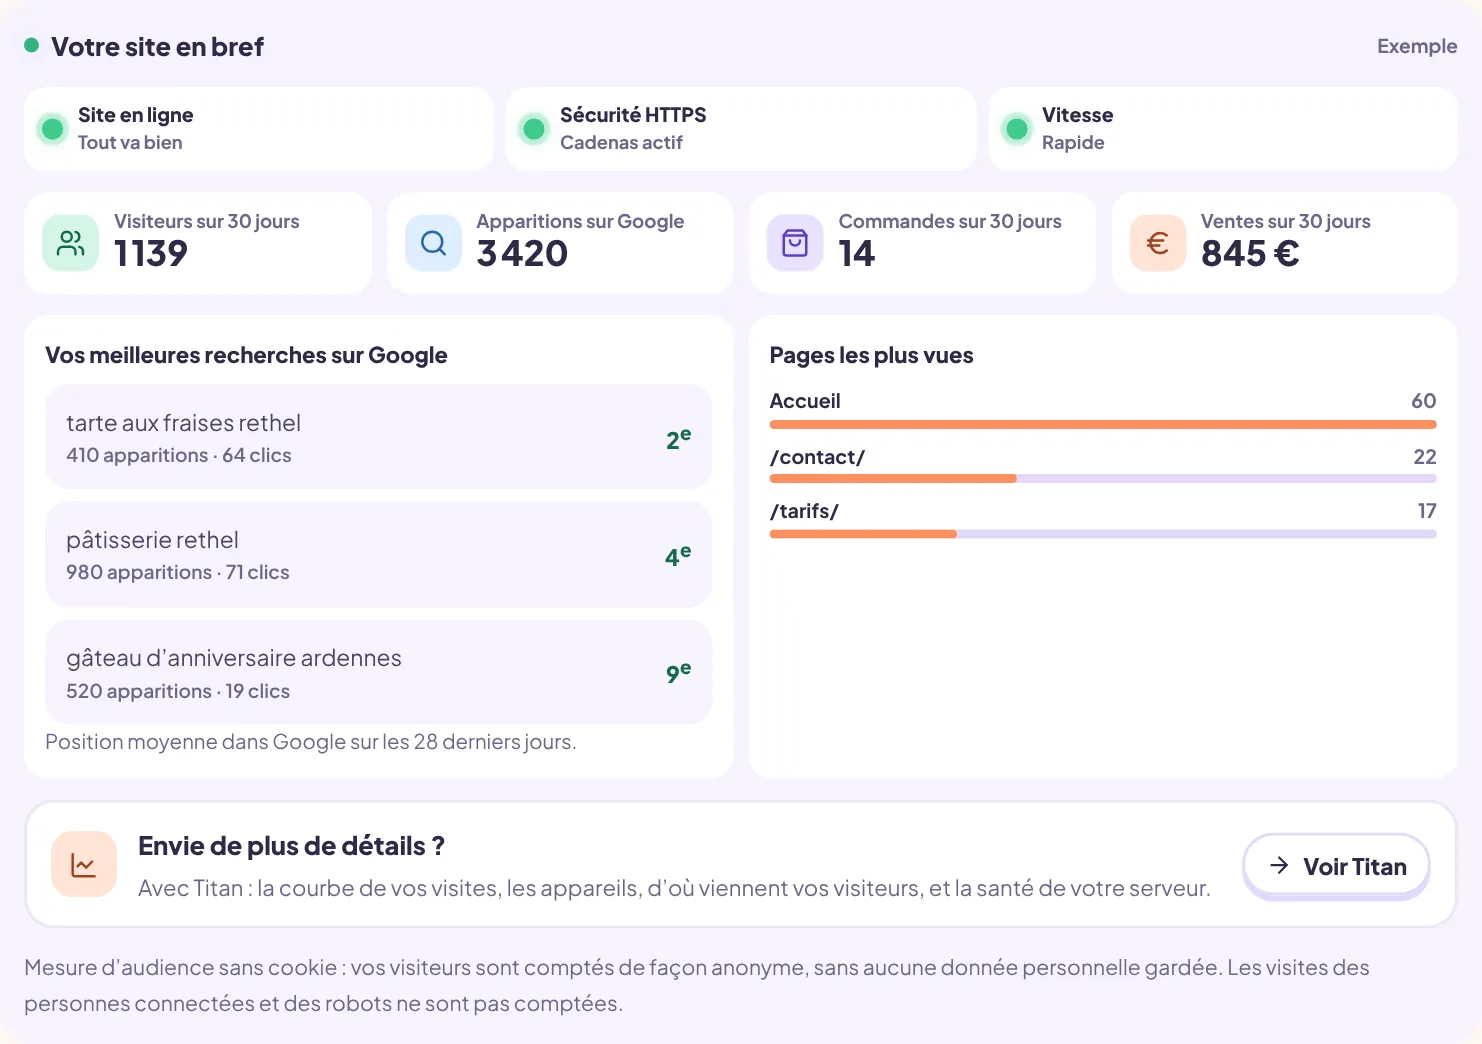 Votre site en bref
Exemple
Site en ligne
Tout va bien
Sécurité HTTPS
Cadenas actif
Vitesse
Rapide
Visiteurs sur 30 jours
1 139
Apparitions sur Google
3 420
Commandes sur 30 jours
14
Ventes sur 30 jours
845 €
Vos meilleures recherches sur Google
tarte aux fraises rethel
410 apparitions · 64 clics
2ᵉ
pâtisserie rethel
980 apparitions · 71 clics
4ᵉ
gâteau d’anniversaire ardennes
520 apparitions · 19 clics
9ᵉ
Position moyenne dans Google sur les 28 derniers jours.
Pages les plus vues
Accueil 60
/contact/ 22
/tarifs/ 17
Envie de plus de détails ?
Avec Titan : la courbe de vos visites, les appareils, d’où viennent vos visiteurs, et la santé de votre serveur.
→ Voir Titan
Mesure d’audience sans cookie : vos visiteurs sont comptés de façon anonyme, sans aucune donnée personnelle gardée. Les visites des
personnes connectées et des robots ne sont pas comptées.